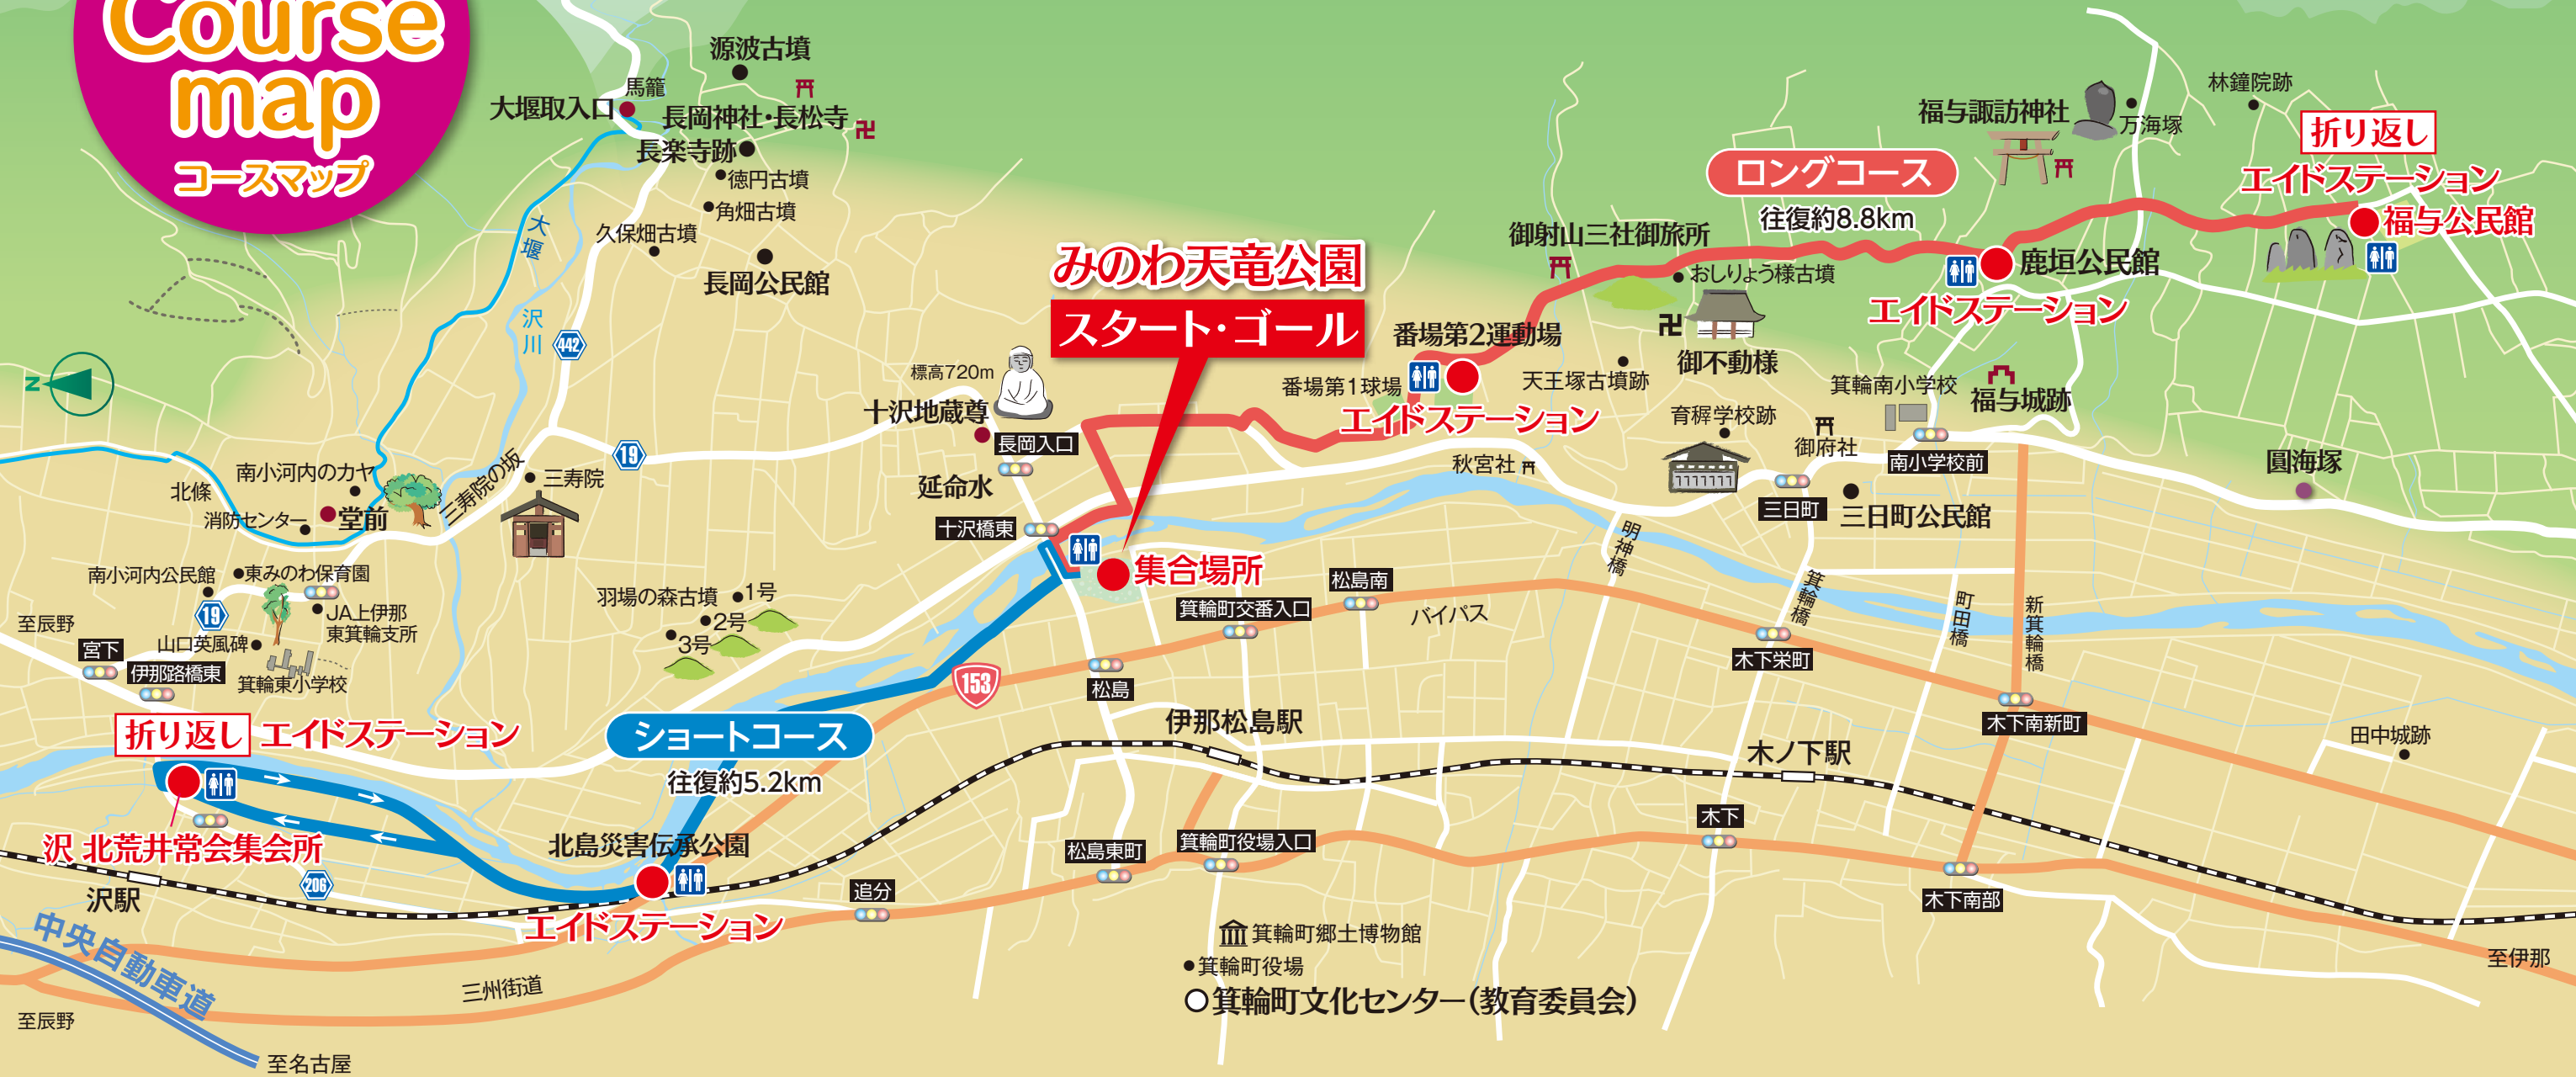 Course
map
コースマップ
源波古墳
馬籠
大堰取入口
長岡神社・長松寺
長楽寺跡
徳円古墳
角畑古墳
久保畑古墳
長岡公民館
大堰
沢川
442
N
19
標高720m
十沢地蔵尊
長岡入口
延命水
十沢橋東
みのわ天竜公園
スタート・ゴール
集合場所
ロングコース
往復約8.8km
御射山三社御旅所
おしりょう様古墳
番場第2運動場
番場第1球場
エイドステーション
天王塚古墳跡
御不動様
福与諏訪神社
万海塚
林鐘院跡
折り返し
エイドステーション
福与公民館
鹿垣公民館
エイドステーション
箕輪南小学校
福与城跡
育穉学校跡
御府社
南小学校前
秋宮社
三日町
三日町公民館
圓海塚
南小河内のカヤ
北條
消防センター
堂前
三寿院の坂
三寿院
南小河内公民館
東みのわ保育園
19
JA上伊那
東箕輪支所
至辰野
山口英風碑
宮下
伊那路橋東
箕輪東小学校
羽場の森古墳
1号
2号
3号
明神橋
箕輪橋
町田橋
新箕輪橋
松島南
箕輪町交番入口
バイパス
153
松島
木下栄町
木下南新町
折り返し
エイドステーション
ショートコース
往復約5.2km
沢 北荒井常会集会所
北島災害伝承公園
エイドステーション
伊那松島駅
木ノ下駅
田中城跡
沢駅
206
追分
松島東町
箕輪町役場入口
木下
木下南部
中央自動車道
三州街道
至辰野
至名古屋
箕輪町郷土博物館
箕輪町役場
箕輪町文化センター（教育委員会）
至伊那